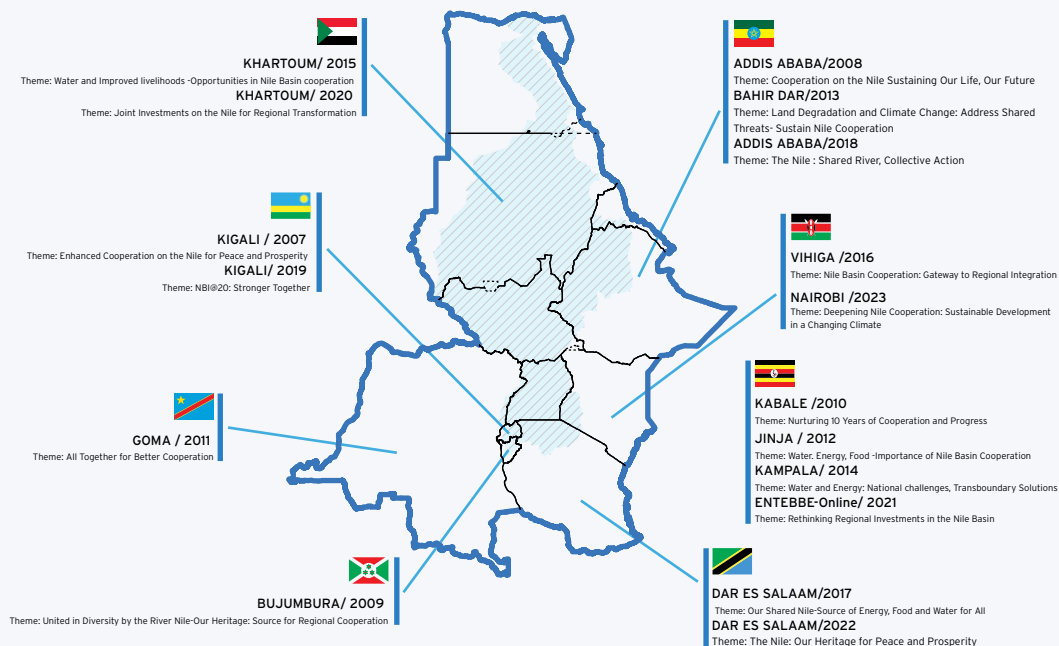 KHARTOUM/ 2015
Theme: Water and Improved livelihoods -Opportunities in Nile Basin cooperation
KHARTOUM/ 2020
Theme: Joint Investments on the Nile for Regional Transformation
KIGALI / 2007
Theme: Enhanced Cooperation on the Nile for Peace and Prosperity
KIGALI/ 2019
Theme: NBI@20: Stronger Together
GOMA / 2011
Theme: All Together for Better Cooperation
BUJUMBURA/ 2009
Theme: United in Diversity by the River Nile-Our Heritage: Source for Regional Cooperation
ADDIS ABABA/2008
Theme: Cooperation on the Nile Sustaining Our Life, Our Future
BAHIR DAR/2013
Theme: Land Degradation and Climate Change: Address Shared
Threats- Sustain Nile Cooperation
ADDIS ABABA/2018
Theme: The Nile : Shared River, Collective Action
VIHIGA /2016
Theme: Nile Basin Cooperation: Gateway to Regional Integration
NAIROBI /2023
Theme: Deepening Nile Cooperation: Sustainable Development
in a Changing Climate
KABALE /2010
Theme: Nurturing 10 Years of Cooperation and Progress
JINJA / 2012
Theme: Water. Energy, Food -Importance of Nile Basin Cooperation
KAMPALA/ 2014
Theme: Water and Energy: National challenges, Transboundary Solutions
ENTEBBE-Online/ 2021
Theme: Rethinking Regional Investments in the Nile Basin
DAR ES SALAAM/2017
Theme: Our Shared Nile-Source of Energy, Food and Water for All
DAR ES SALAAM/2022
Theme: The Nile: Our Heritage for Peace and Prosperity